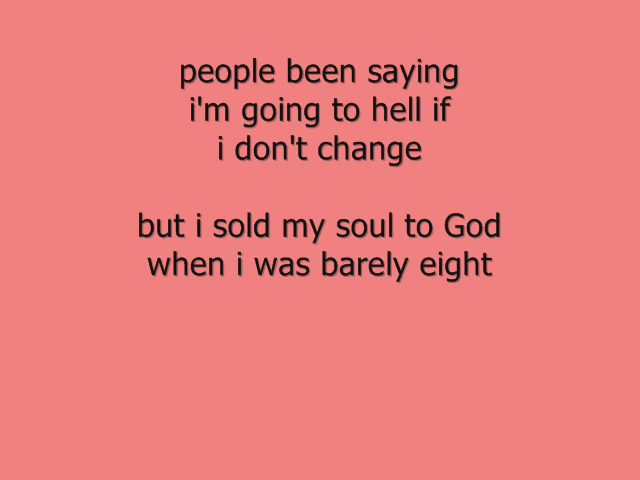 people been saying
i'm going to hell if
i don't change
but i sold my soul to God
when i was barely eight